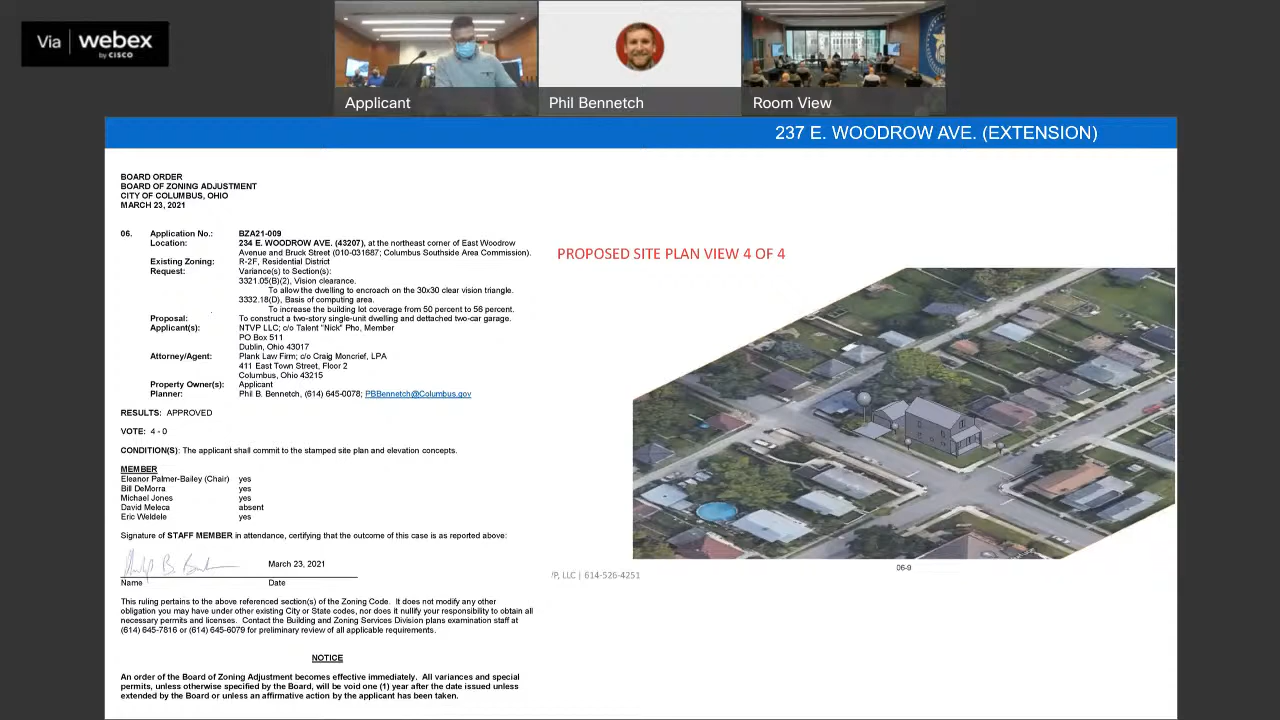 Via webex
by CISCO
Applicant
Phil Bennetch
Room View
237 E. WOODROW AVE. (EXTENSION)
BOARD ORDER
BOARD OF ZONING ADJUSTMENT
CITY OF COLUMBUS, OHIO
MARCH 23, 2021
06. Application No.: BZA21-009
Location: 234 E. WOODROW AVE. (43207), at the northeast corner of East Woodrow
Avenue and Bruck Street (010-031687; Columbus Southside Area Commission).
Existing Zoning: R-2F, Residential District
Request: Variance(s) to Section(s):
3321.05(B)(2), Vision clearance.
To allow the dwelling to encroach on the 30x30 clear vision triangle.
3332.18(D), Basis of computing area.
To increase the building lot coverage from 50 percent to 56 percent.
Proposal: To construct a two-story single-unit dwelling and dettached two-car garage.
Applicant(s): NTVP LLC; c/o Talent "Nick" Pho, Member
PO Box 511
Dublin, Ohio 43017
Attorney/Agent: Plank Law Firm; c/o Craig Moncrief, LPA
411 East Town Street, Floor 2
Columbus, Ohio 43215
Property Owner(s): Applicant
Planner: Phil B. Bennetch, (614) 645-0078; PBBennetch@Columbus.gov
RESULTS: APPROVED
VOTE: 4 - 0
CONDITION(S): The applicant shall commit to the stamped site plan and elevation concepts.
MEMBER
Eleanor Palmer-Bailey (Chair) yes
Bill DeMorra yes
Michael Jones yes
David Meleca absent
Eric Weldele yes
Signature of STAFF MEMBER in attendance, certifying that the outcome of this case is as reported above:
March 23, 2021
Name Date
This ruling pertains to the above referenced section(s) of the Zoning Code. It does not modify any other
obligation you may have under other existing City or State codes, nor does it nullify your responsibility to obtain all
necessary permits and licenses. Contact the Building and Zoning Services Division plans examination staff at
(614) 645-7816 or (614) 645-6079 for preliminary review of all applicable requirements.
NOTICE
An order of the Board of Zoning Adjustment becomes effective immediately. All variances and special
permits, unless otherwise specified by the Board, will be void one (1) year after the date issued unless
extended by the Board or unless an affirmative action by the applicant has been taken.
PROPOSED SITE PLAN VIEW 4 OF 4
06-9
/P, LLC | 614-526-4251